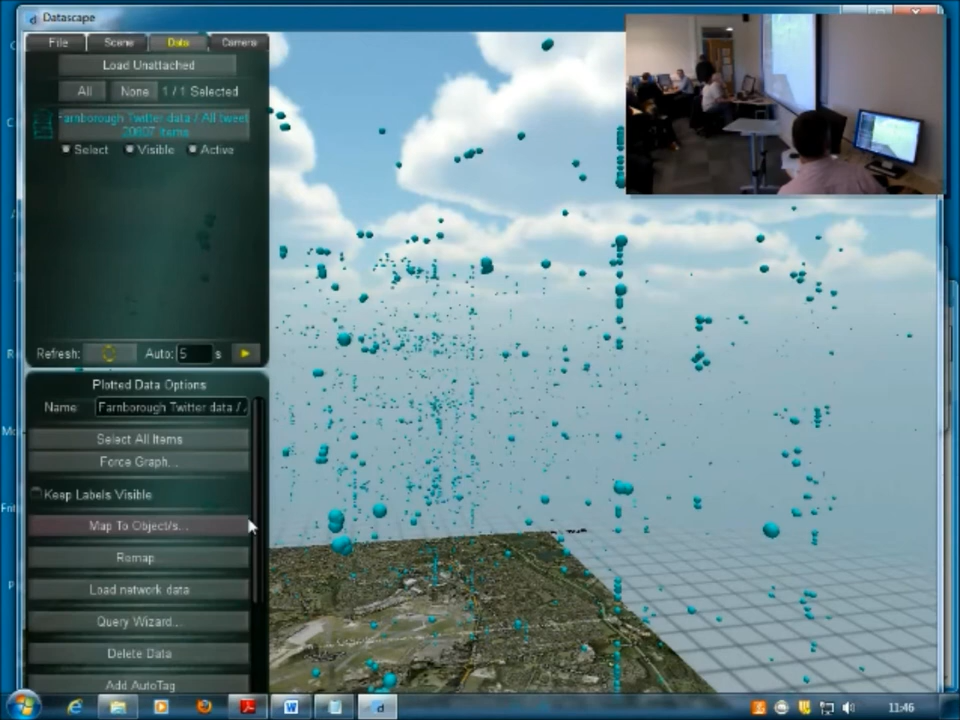 Datascape
File Scene Data Camera
Load Unattached
All None 1 / 1 Selected
Farnborough Twitter data / All tweet
Select Visible Active
Refresh: Auto: 5 s
Plotted Data Options
Name Farnborough Twitter data /
Select All Items
Force Graph...
Keep Labels Visible
Map To Object/s...
Remap
Load network data
Query Wizard...
Delete Data
Add AutoTag
11:46